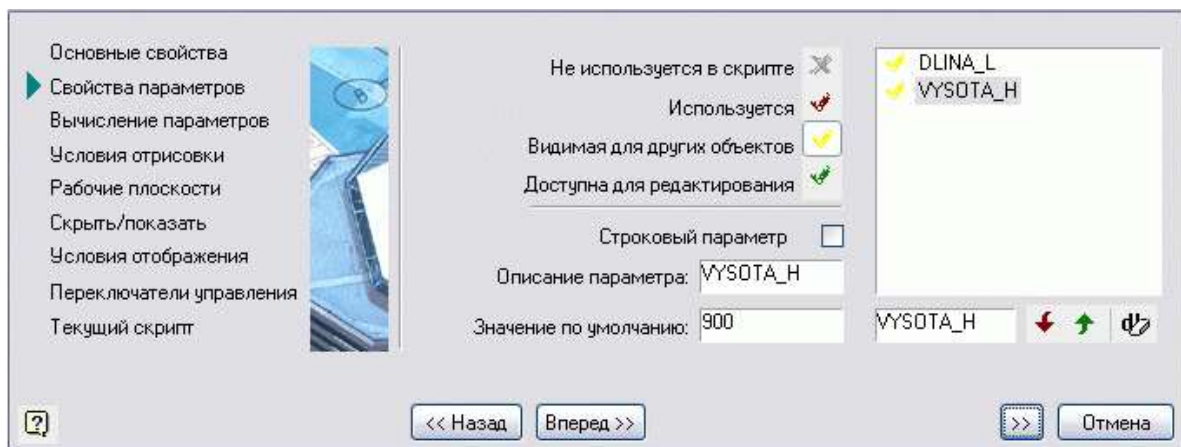 Основные свойства
Свойства параметров
Вычисление параметров
Условия отрисовки
Рабочие плоскости
Скрыть/показать
Условия отображения
Переключатели управления
Текущий скрипт
B
Не используется в скрипте
Используется
Видимая для других объектов
Доступна для редактирования
Строковый параметр
Описание параметра: VYSOTA_H
Значение по умолчанию: 900
DLINA_L
VYSOTA_H
VYSOTA_H
?
<< Назад
Вперед >>
>>
Отмена